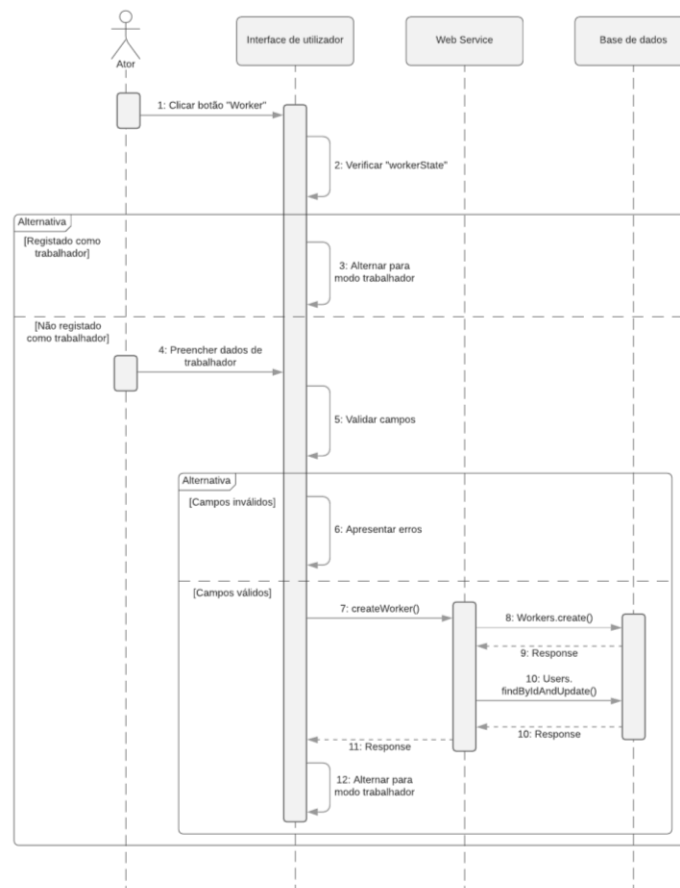 Ator
Interface de utilizador
Web Service
Base de dados
1: Clicar botão "Worker"
2: Verificar "workerState"
Alternativa
[Registado como
trabalhador]
3: Alternar para
modo trabalhador
[Não registado
como trabalhador]
4: Preencher dados de
trabalhador
5: Validar campos
Alternativa
[Campos inválidos]
6: Apresentar erros
[Campos válidos]
7: createWorker()
8: Workers.create()
9: Response
10: Users.
findByIdAndUpdate()
10: Response
11: Response
12: Alternar para
modo trabalhador